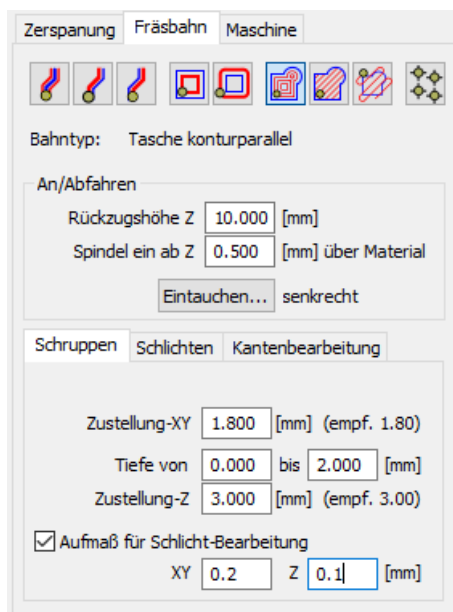 Zerspanung Fräsbahn Maschine
Bahntyp: Tasche konturparallel
An/Abfahren
Rückzugshöhe Z 10.000 [mm]
Spindel ein ab Z 0.500 [mm] über Material
Eintauchen... senkrecht
Schruppen Schlichten Kantenbearbeitung
Zustellung-XY 1.800 [mm] (empf. 1.80)
Tiefe von 0.000 bis 2.000 [mm]
Zustellung-Z 3.000 [mm] (empf. 3.00)
Aufmaß für Schlicht-Bearbeitung
XY 0.2 Z 0.1 [mm]